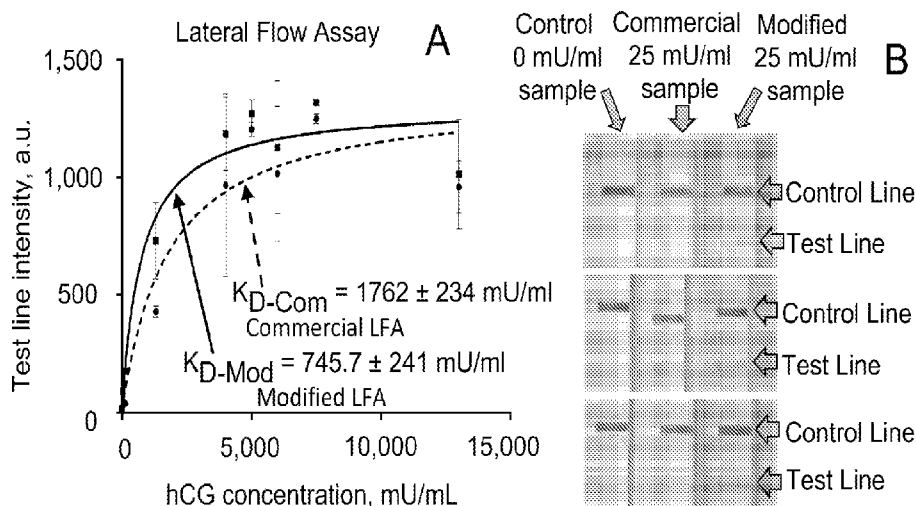 Lateral Flow Assay
A
1,500
1,000
500
0
Test line intensity, a.u.
K_D-Com = 1762 ± 234 mU/ml
Commercial LFA
K_D-Mod = 745.7 ± 241 mU/ml
Modified LFA
0
5,000
10,000
15,000
hCG concentration, mU/mL
Control
0 mU/ml
sample
Commercial
25 mU/ml
sample
Modified
25 mU/ml
sample
B
Control Line
Test Line
Control Line
Test Line
Control Line
Test Line